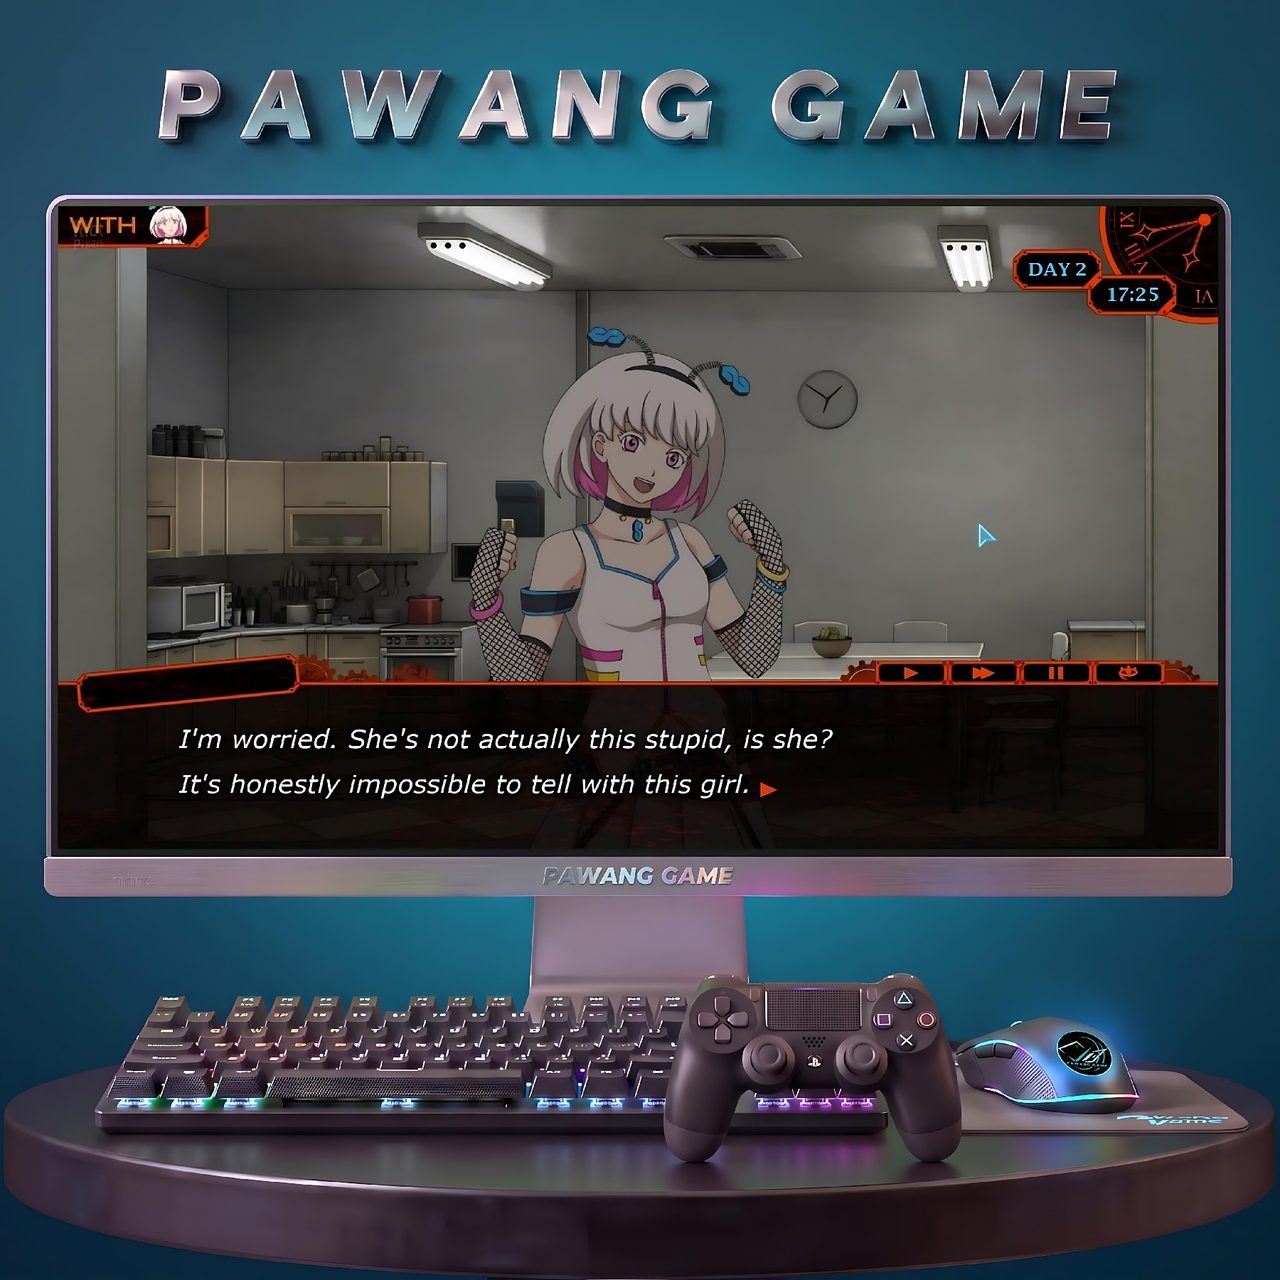 PAWANG GAME
WITH
DAY 2
17:25
I'm worried. She's not actually this stupid, is she?
It's honestly impossible to tell with this girl.
PAWANG GAME